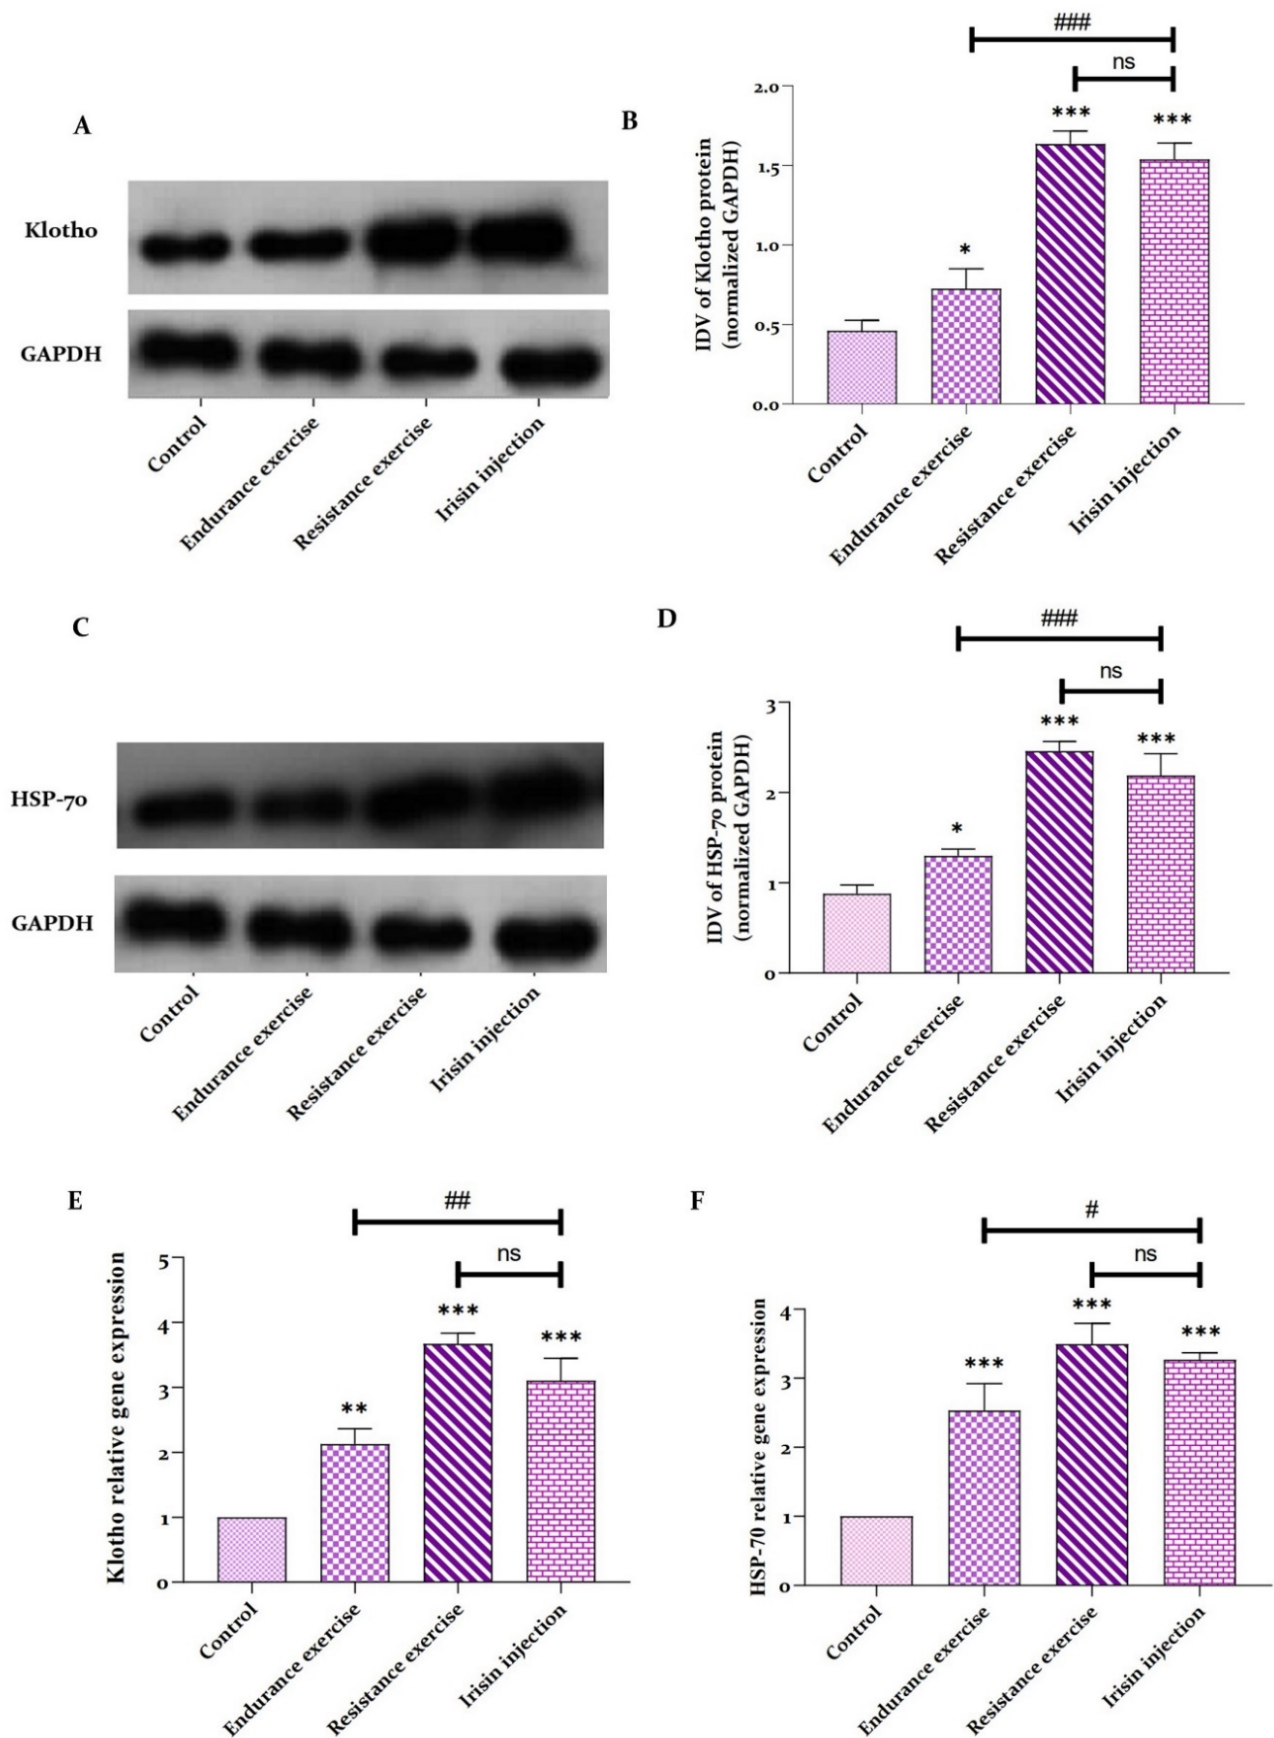 A
Klotho
GAPDH
Control
Endurance exercise
Resistance exercise
Irisin injection
B
###
ns
2.0
1.5
1.0
0.5
0.0
***
***
*
IDV of Klotho protein
(normalized GAPDH)
Control
Endurance exercise
Resistance exercise
Irisin injection
C
HSP-70
GAPDH
Control
Endurance exercise
Resistance exercise
Irisin injection
D
###
ns
3
2
1
0
***
***
*
IDV of HSP-70 protein
(normalized GAPDH)
Control
Endurance exercise
Resistance exercise
Irisin injection
E
##
ns
5
4
3
2
1
0
***
***
**
Klotho relative gene expression
Control
Endurance exercise
Resistance exercise
Irisin injection
F
#
ns
4
3
2
1
0
***
***
***
HSP-70 relative gene expression
Control
Endurance exercise
Resistance exercise
Irisin injection